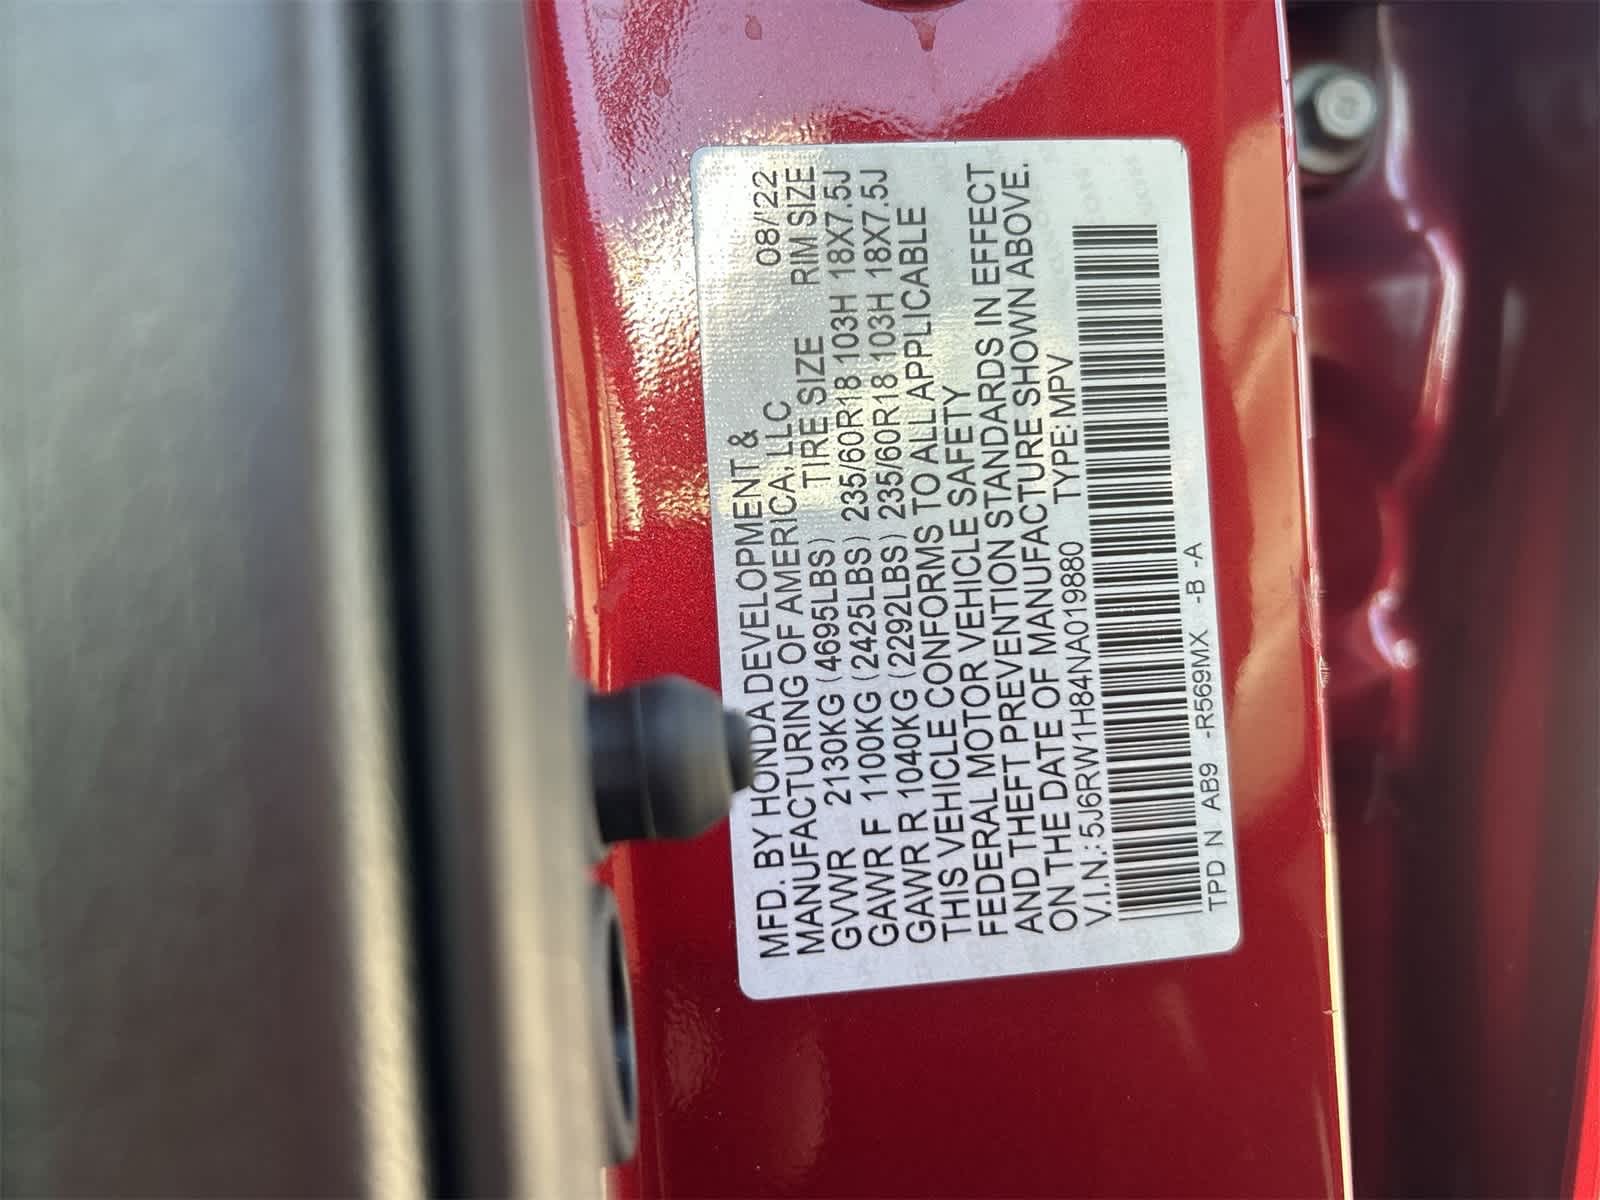 MFD. BY HONDA DEVELOPMENT & 08/'22
MANUFACTURING OF AMERICA, LLC
TIRE SIZE RIM SIZE
GVWR 2130KG (4695LBS)
GAWR F 1100KG (2425LBS) 235/60R18 103H 18X7.5J
GAWR R 1040KG (2292LBS) 235/60R18 103H 18X7.5J
THIS VEHICLE CONFORMS TO ALL APPLICABLE
FEDERAL MOTOR VEHICLE SAFETY
AND THEFT PREVENTION STANDARDS IN EFFECT
ON THE DATE OF MANUFACTURE SHOWN ABOVE.
V.I.N.:5J6RW1H84NA019880 TYPE:MPV
TPD N AB9 -R569MX -B -A